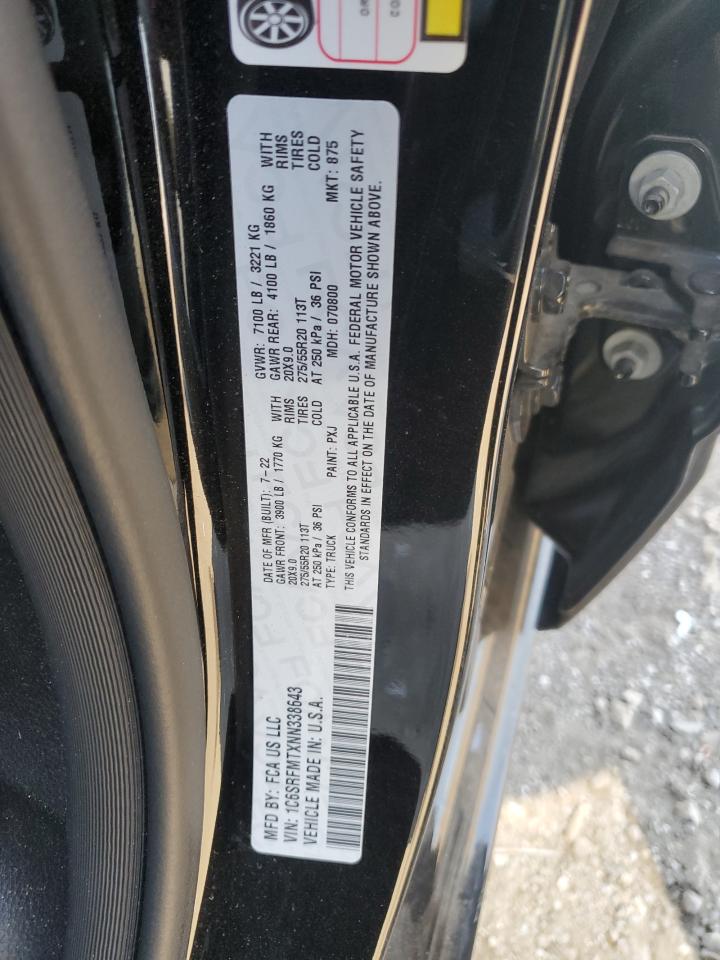 MFD BY: FCA US LLC
VIN: 1C6SRFMTXNN338643
VEHICLE MADE IN: U.S.A.
DATE OF MFR (BUILT): 7-22 GVWR: 7100 LB / 3221 KG
GAWR FRONT: 3900 LB / 1770 KG WITH GAWR REAR: 4100 LB / 1860 KG WITH
20X9.0 RIMS 20X9.0 RIMS
275/55R20 113T TIRES 275/55R20 113T TIRES
AT 250 kPa / 36 PSI COLD AT 250 kPa / 36 PSI COLD
TYPE: TRUCK PAINT: PXJ MDH: 070800 MKT: 875
THIS VEHICLE CONFORMS TO ALL APPLICABLE U.S.A. FEDERAL MOTOR VEHICLE SAFETY
STANDARDS IN EFFECT ON THE DATE OF MANUFACTURE SHOWN ABOVE.